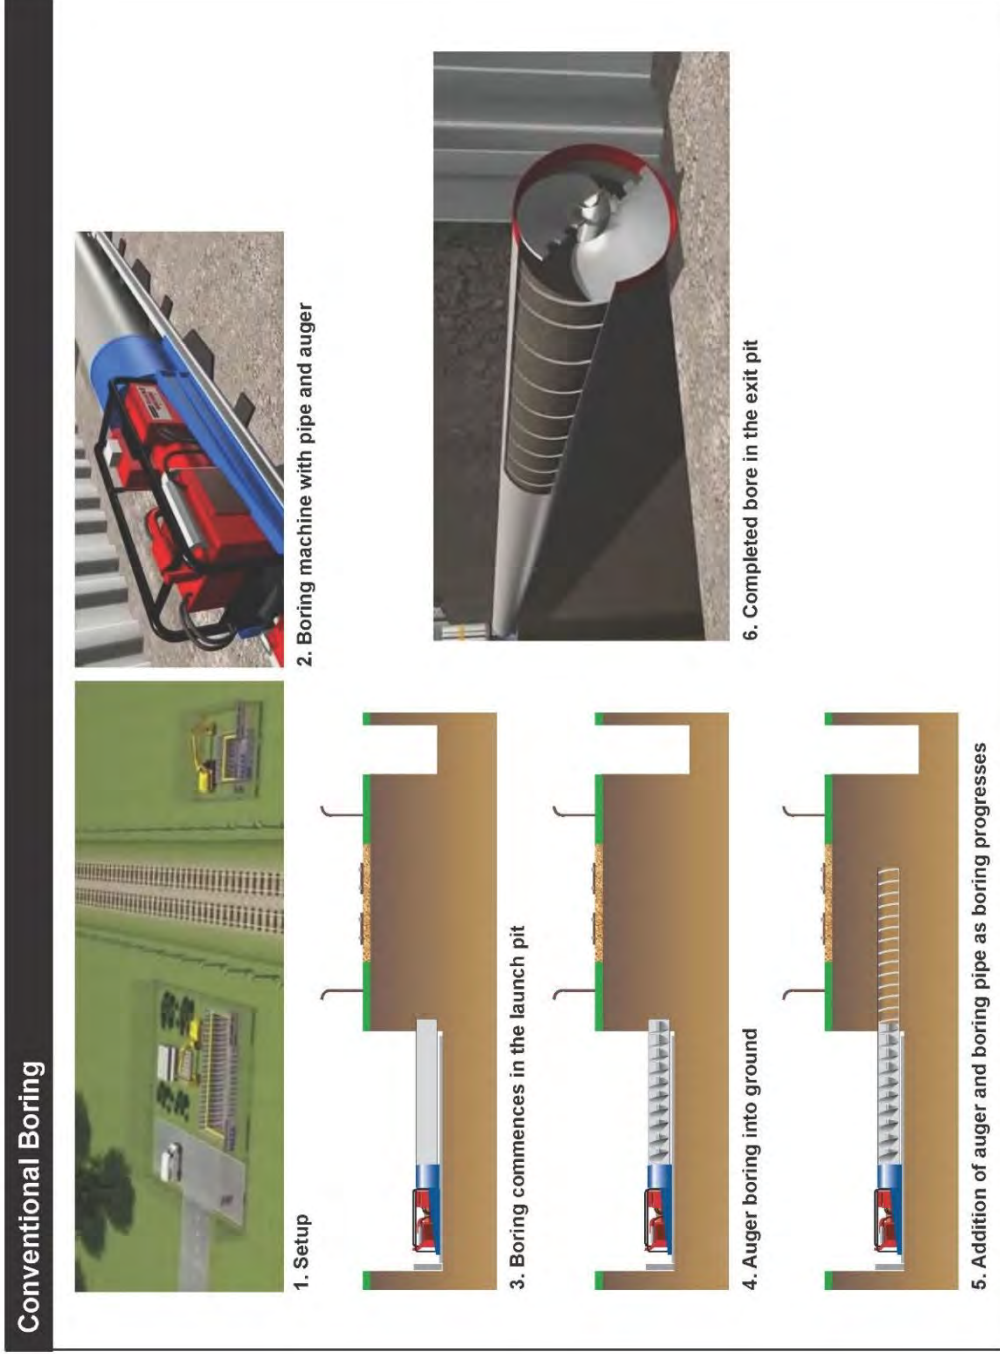 Conventional Boring
1. Setup
2. Boring machine with pipe and auger
3. Boring commences in the launch pit
4. Auger boring into ground
5. Addition of auger and boring pipe as boring progresses
6. Completed bore in the exit pit